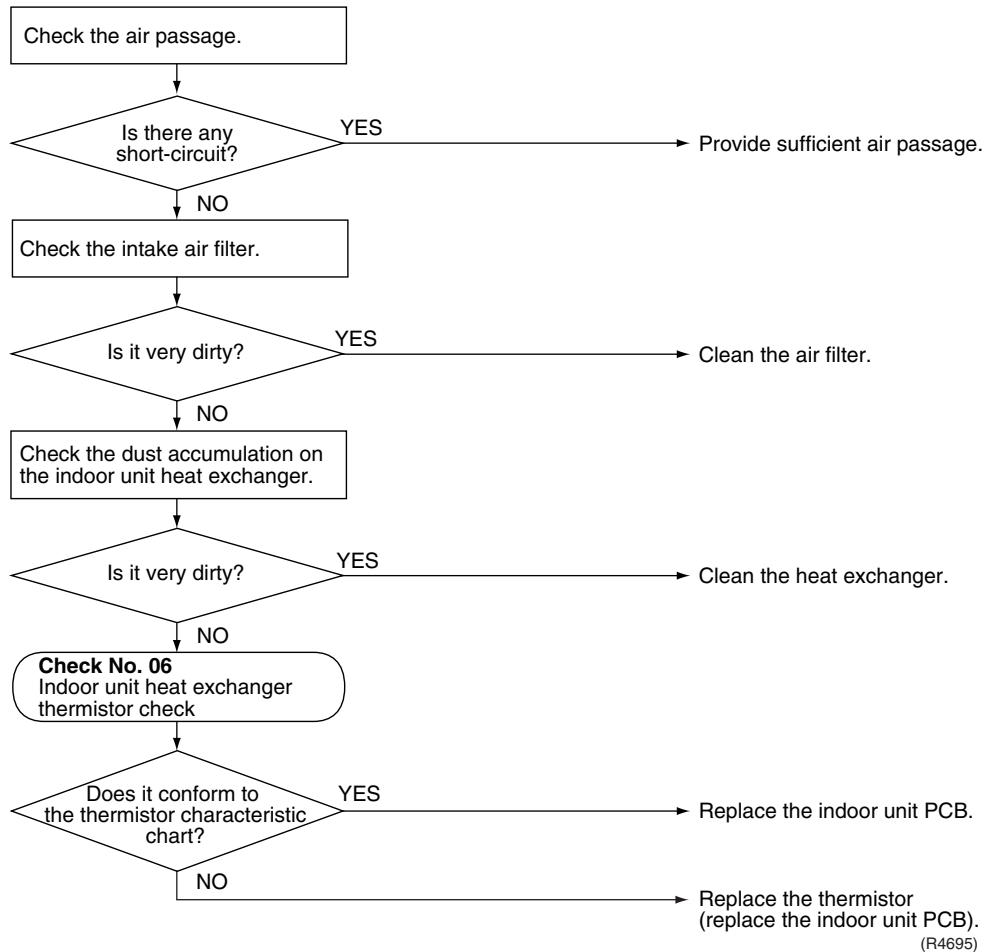 Check the air passage.
Is there any
short-circuit?
YES
Provide sufficient air passage.
NO
Check the intake air filter.
Is it very dirty?
YES
Clean the air filter.
NO
Check the dust accumulation on
the indoor unit heat exchanger.
Is it very dirty?
YES
Clean the heat exchanger.
NO
Check No. 06
Indoor unit heat exchanger
thermistor check
Does it conform to
the thermistor characteristic
chart?
YES
Replace the indoor unit PCB.
NO
Replace the thermistor
(replace the indoor unit PCB).
(R4695)